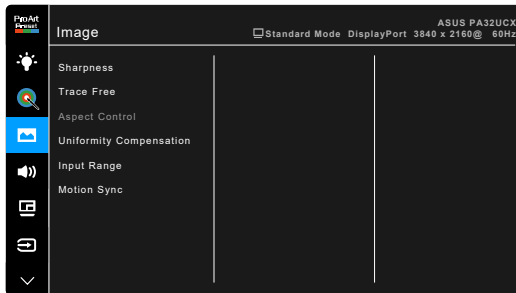 ProArt
Preset
Image
ASUS PA32UCX
Standard Mode DisplayPort 3840 x 2160@ 60Hz
Sharpness
Trace Free
Aspect Control
Uniformity Compensation
Input Range
Motion Sync